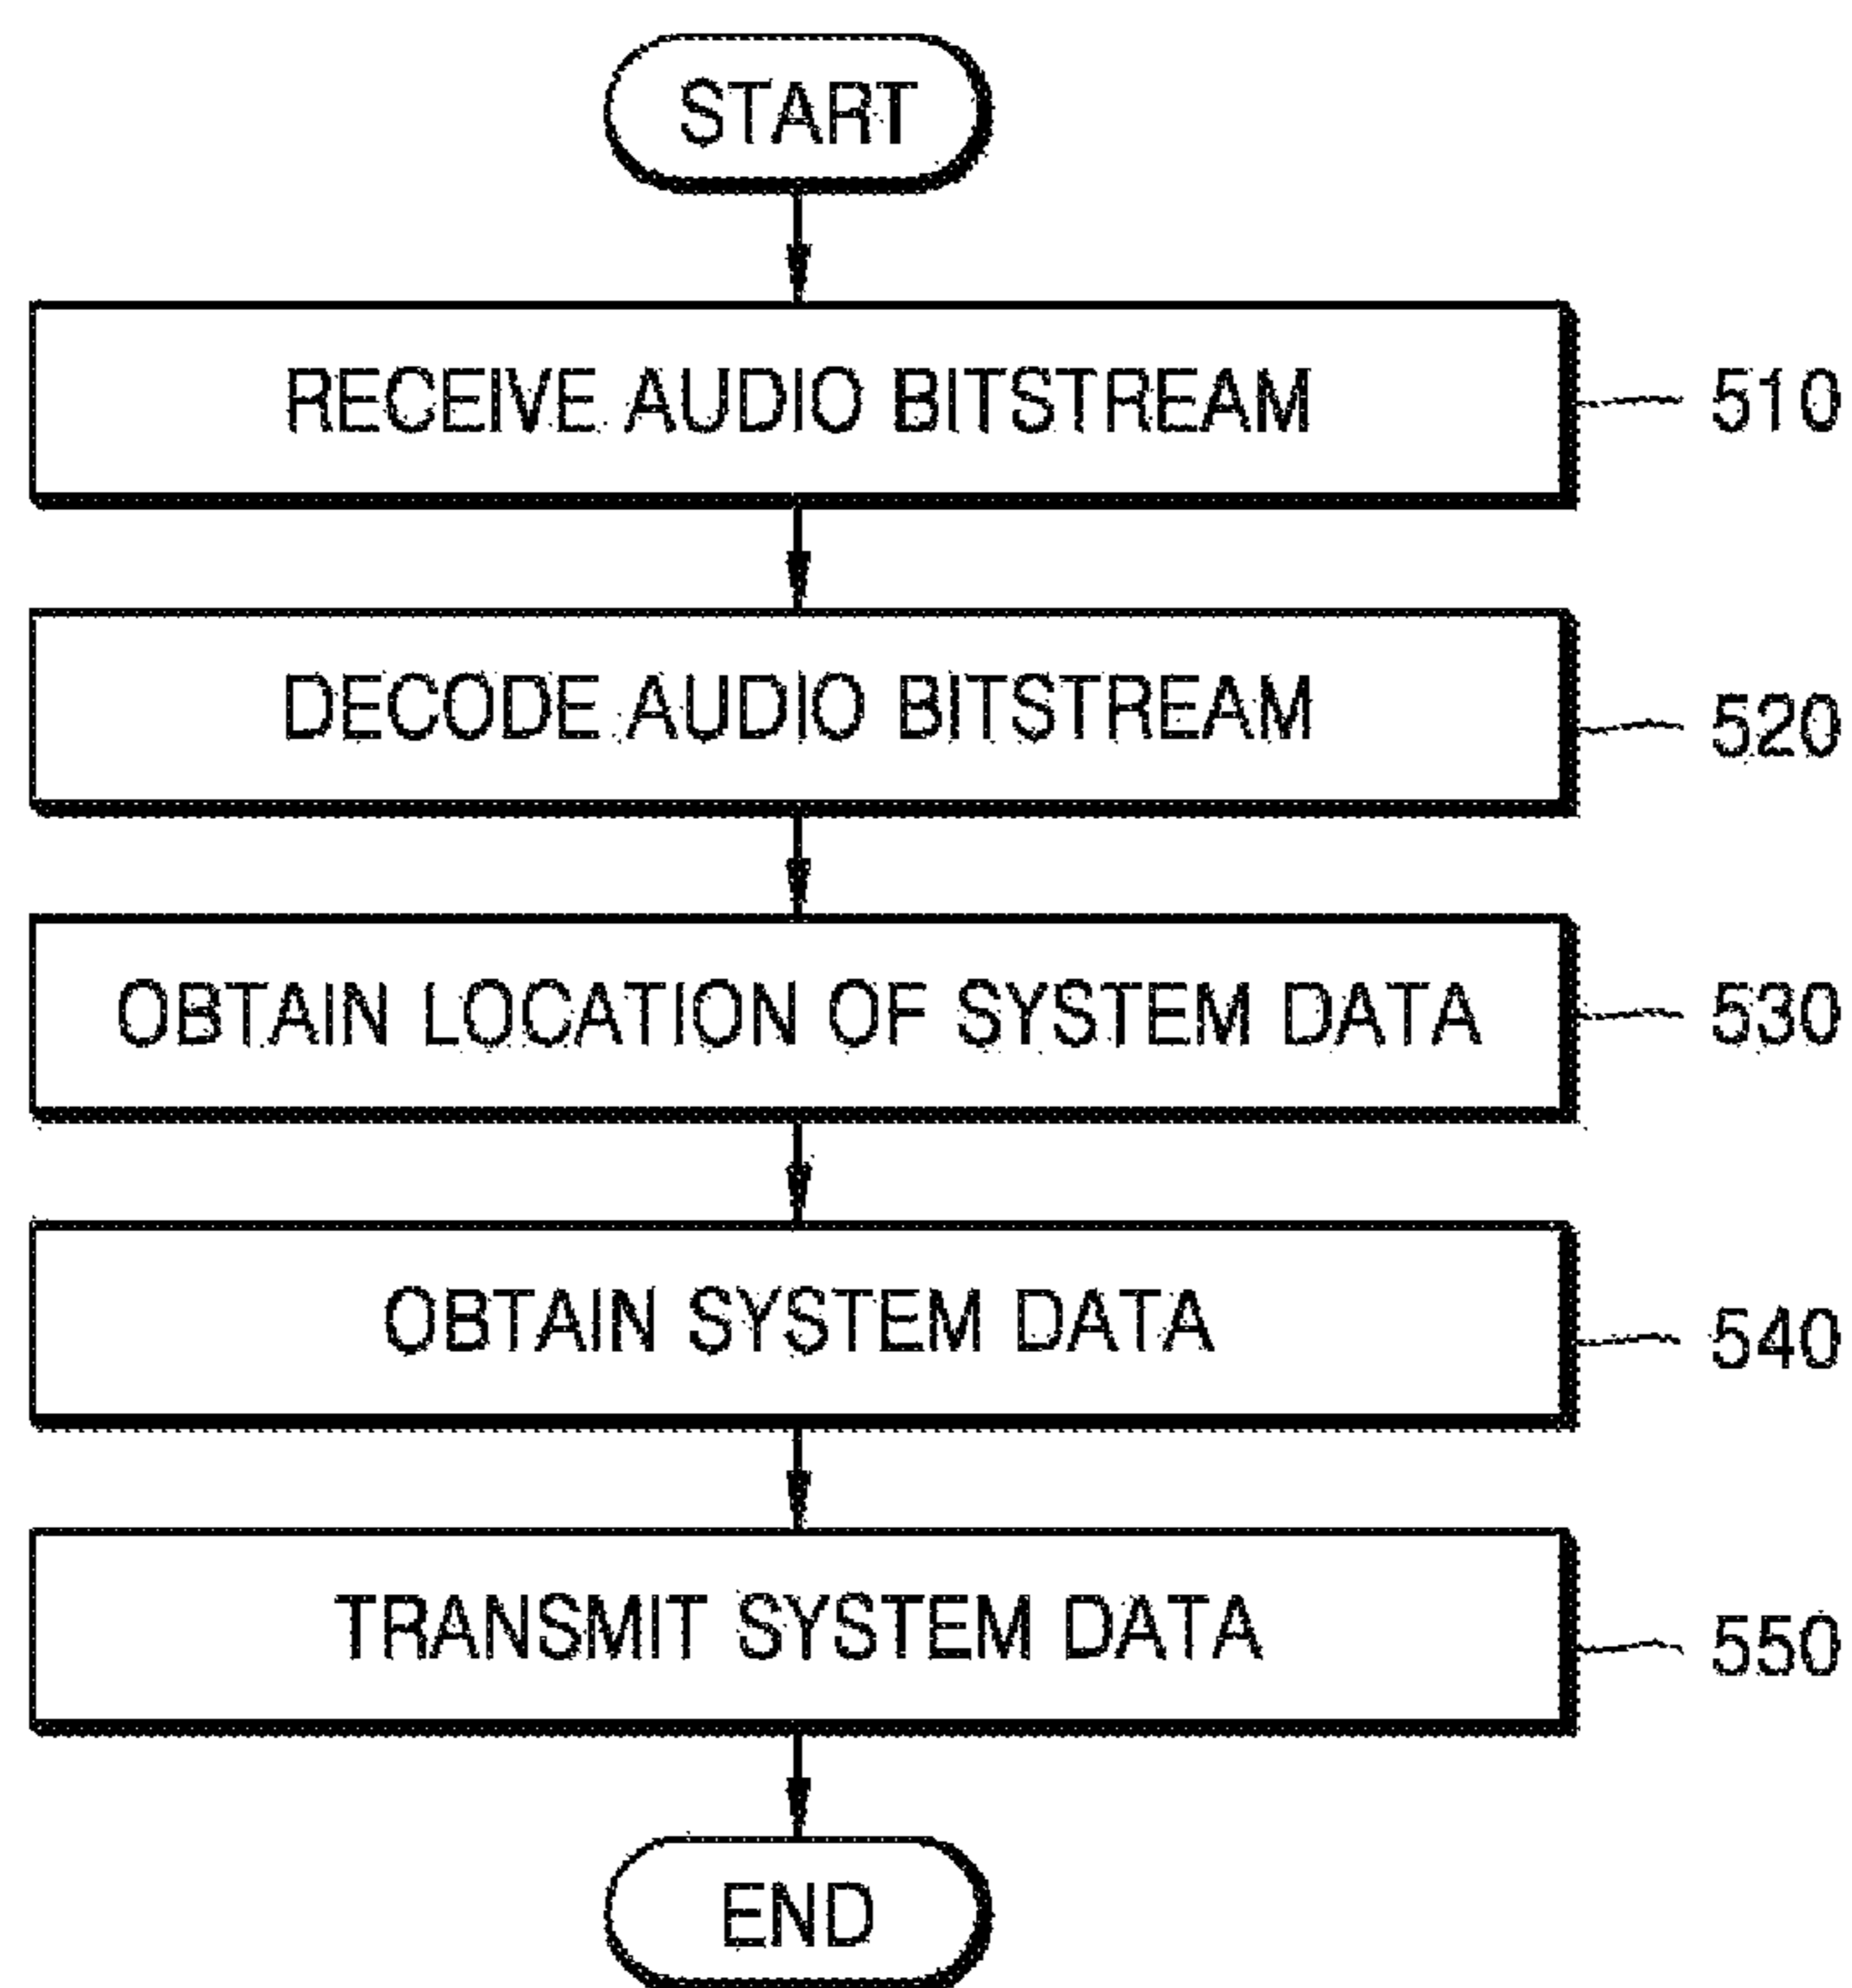 START
RECEIVE AUDIO BITSTREAM 510
DECODE AUDIO BITSTREAM 520
OBTAIN LOCATION OF SYSTEM DATA 530
OBTAIN SYSTEM DATA 540
TRANSMIT SYSTEM DATA 550
END